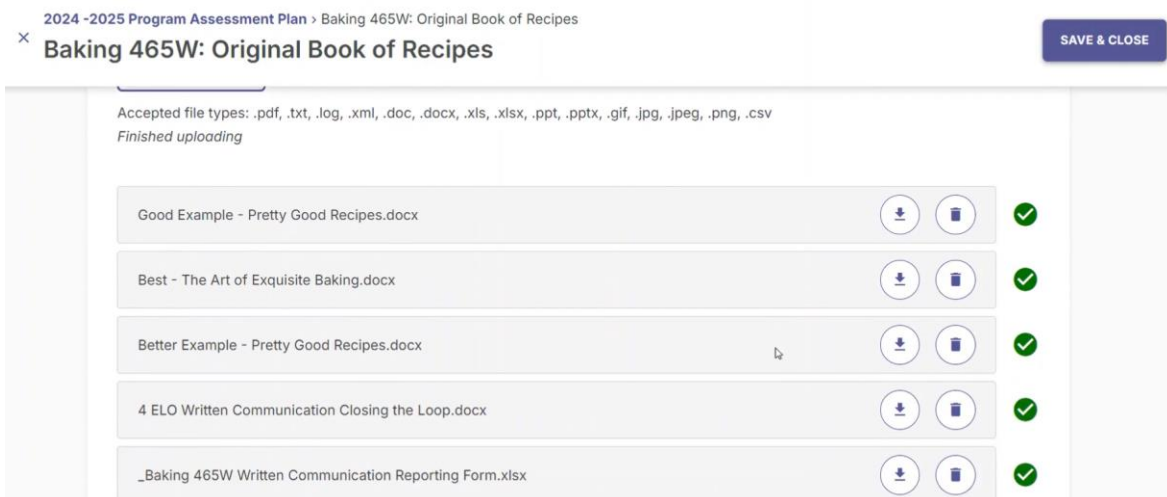 2024 -2025 Program Assessment Plan › Baking 465W: Original Book of Recipes
Baking 465W: Original Book of Recipes
SAVE & CLOSE
Accepted file types: .pdf, .txt, .log, .xml, .doc, .docx, .xls, .xlsx, .ppt, .pptx, .gif, .jpg, .jpeg, .png, .csv
Finished uploading
Good Example - Pretty Good Recipes.docx
Best - The Art of Exquisite Baking.docx
Better Example - Pretty Good Recipes.docx
4 ELO Written Communication Closing the Loop.docx
_Baking 465W Written Communication Reporting Form.xlsx